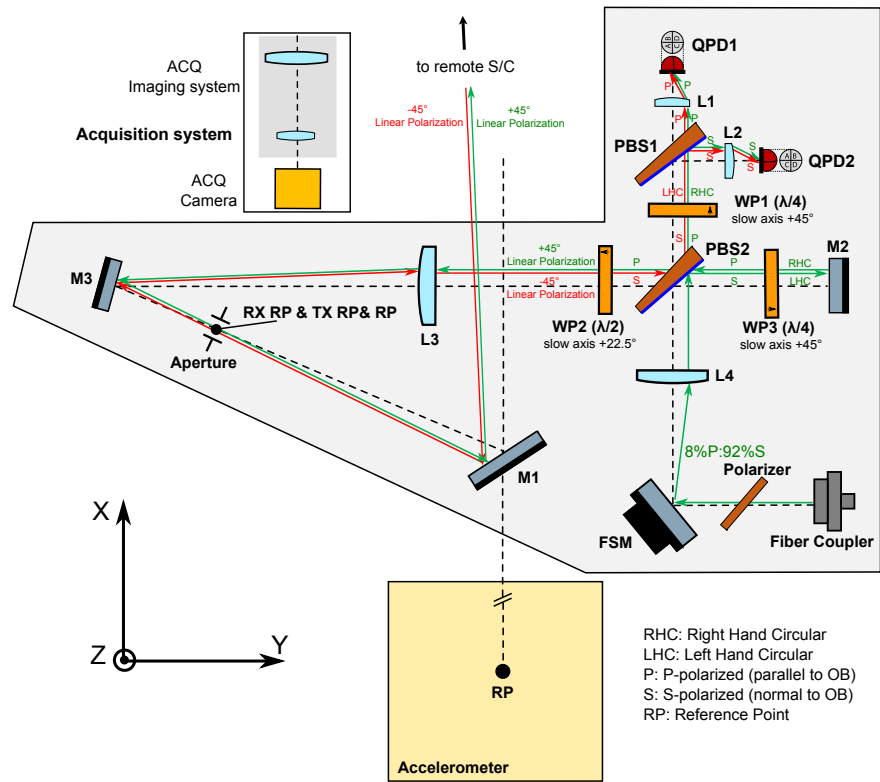 ACQ
Imaging system
Acquisition system
ACQ
Camera
to remote S/C
-45°
Linear Polarization
+45°
Linear Polarization
A B
C D
QPD1
P
P
L1
P
P
PBS1
S
S
L2
S
S
A B
C D
QPD2
LHC
RHC
WP1 (λ/4)
slow axis +45°
S
P
PBS2
M3
+45°
Linear Polarization
P
-45°
Linear Polarization
S
P
RHC
S
LHC
M2
RX RP & TX RP& RP
Aperture
L3
WP2 (λ/2)
slow axis +22.5°
WP3 (λ/4)
slow axis +45°
L4
8%P:92%S
Polarizer
M1
FSM
Fiber Coupler
X
Y
Z
RP
Accelerometer
RHC: Right Hand Circular
LHC: Left Hand Circular
P: P-polarized (parallel to OB)
S: S-polarized (normal to OB)
RP: Reference Point